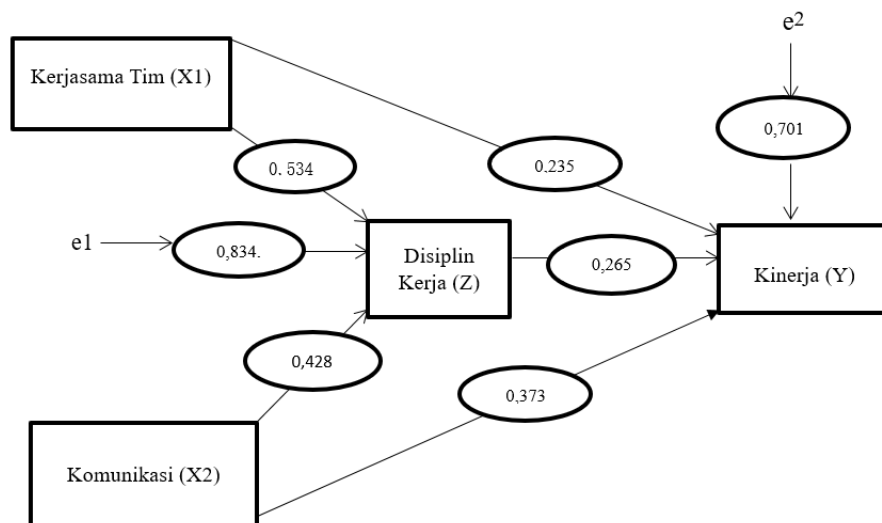 e2
Kerjasama Tim (X1)
0,701
0. 534
0,235
e1
0,834.
Disiplin
Kerja (Z)
0,265
Kinerja (Y)
0,428
0,373
Komunikasi (X2)